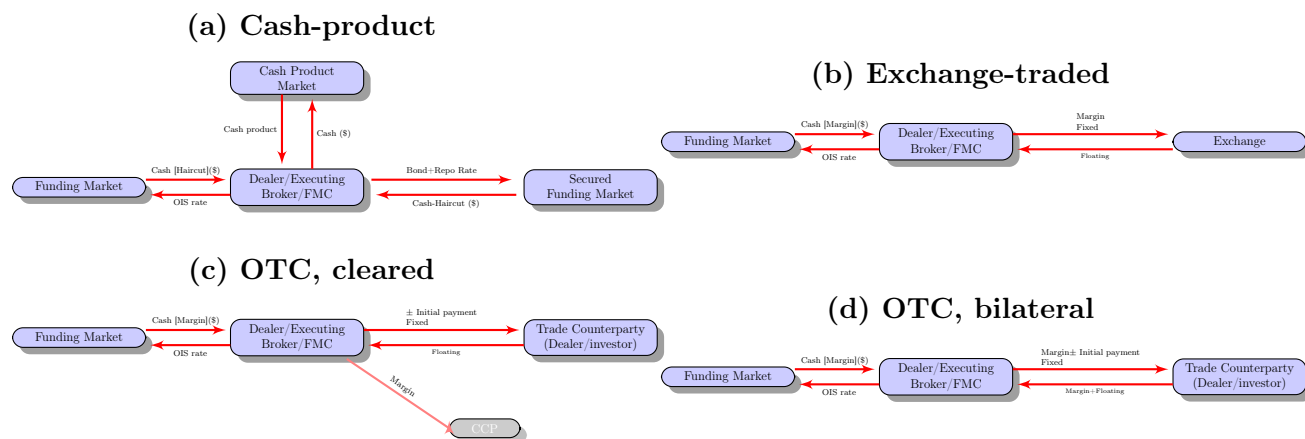 (a) Cash-product
Cash Product
Market
Cash product
Cash ($)
Funding Market
Cash [Haircut]($)
OIS rate
Dealer/Executing
Broker/FMC
Bond+Repo Rate
Cash-Haircut ($)
Secured
Funding Market
(b) Exchange-traded
Funding Market
Cash [Margin]($)
OIS rate
Dealer/Executing
Broker/FMC
Margin
Fixed
Floating
Exchange
(c) OTC, cleared
Funding Market
Cash [Margin]($)
OIS rate
Dealer/Executing
Broker/FMC
± Initial payment
Fixed
Floating
Trade Counterparty
(Dealer/investor)
Margin
CCP
(d) OTC, bilateral
Funding Market
Cash [Margin]($)
OIS rate
Dealer/Executing
Broker/FMC
Margin± Initial payment
Fixed
Margin+Floating
Trade Counterparty
(Dealer/investor)